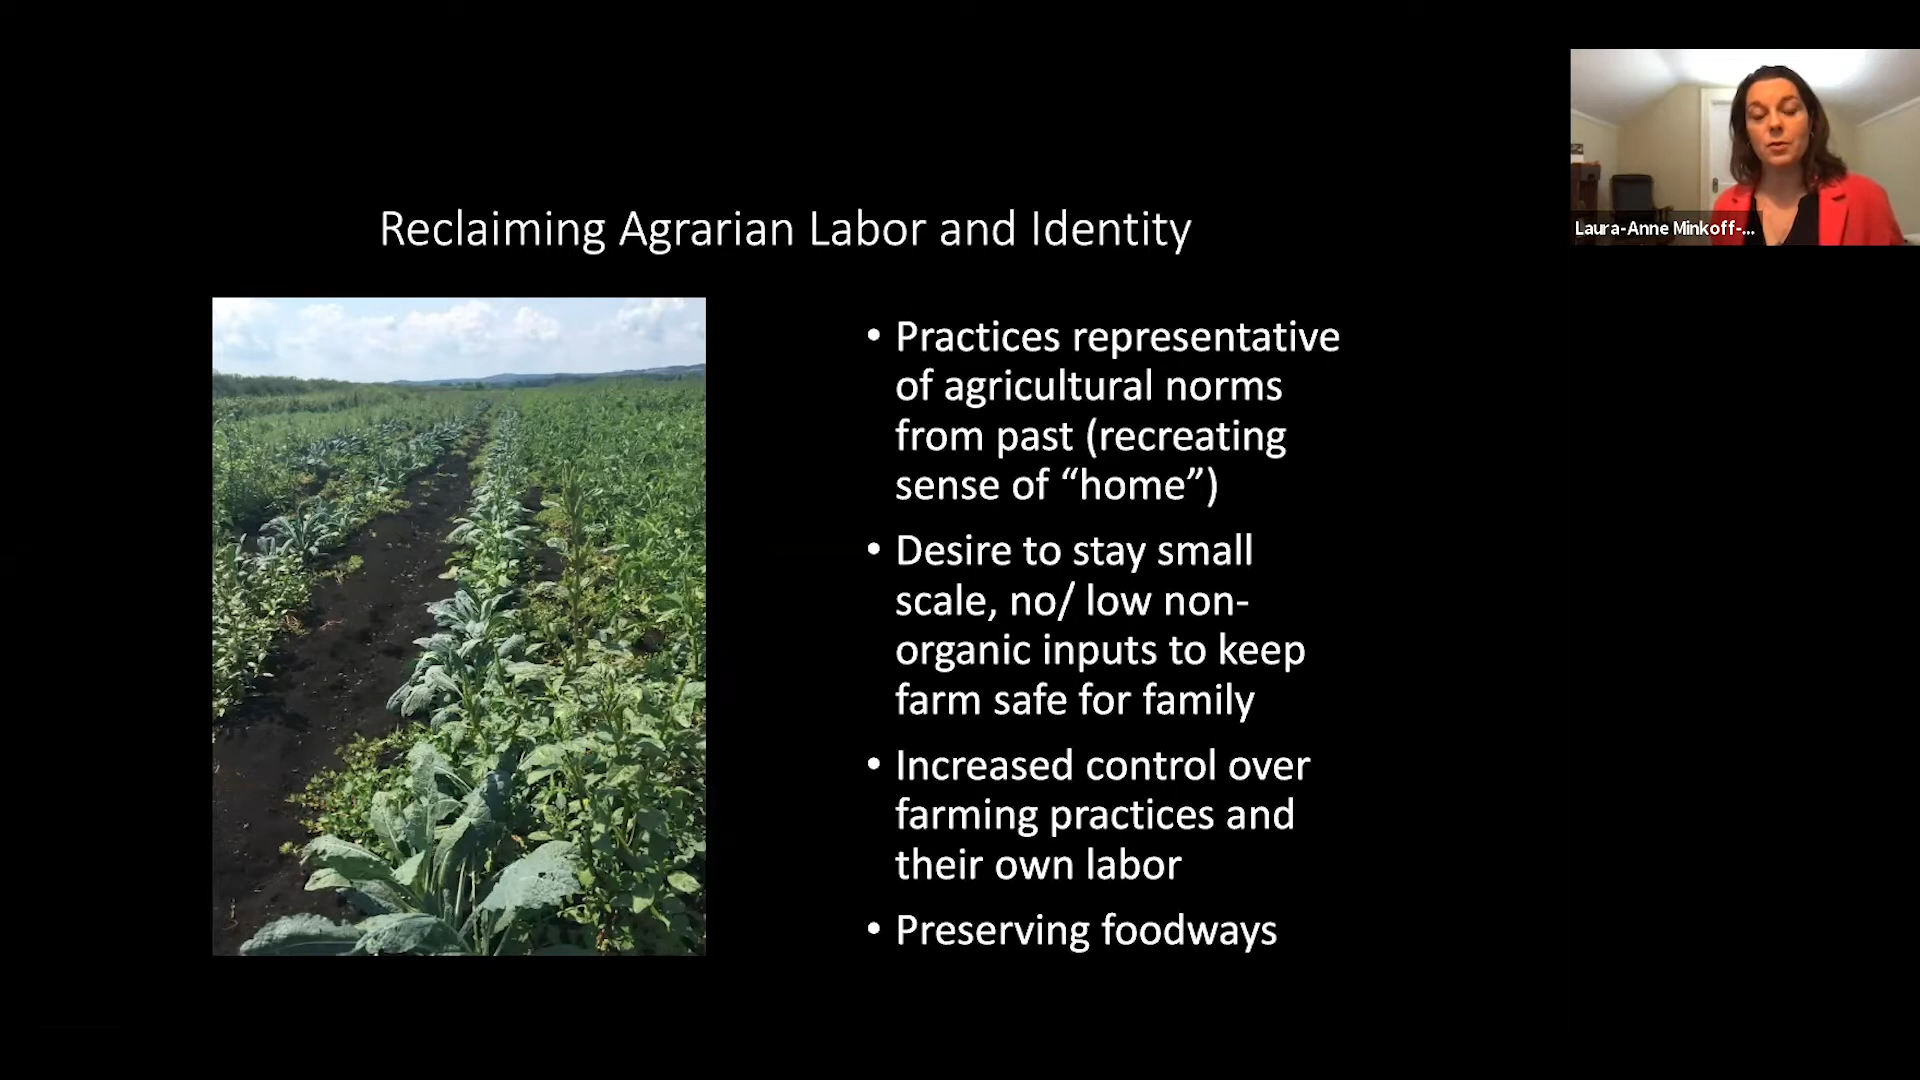 Laura-Anne Minkoff-...
Reclaiming Agrarian Labor and Identity
• Practices representative
of agricultural norms
from past (recreating
sense of “home”)
• Desire to stay small
scale, no/ low non-
organic inputs to keep
farm safe for family
• Increased control over
farming practices and
their own labor
• Preserving foodways